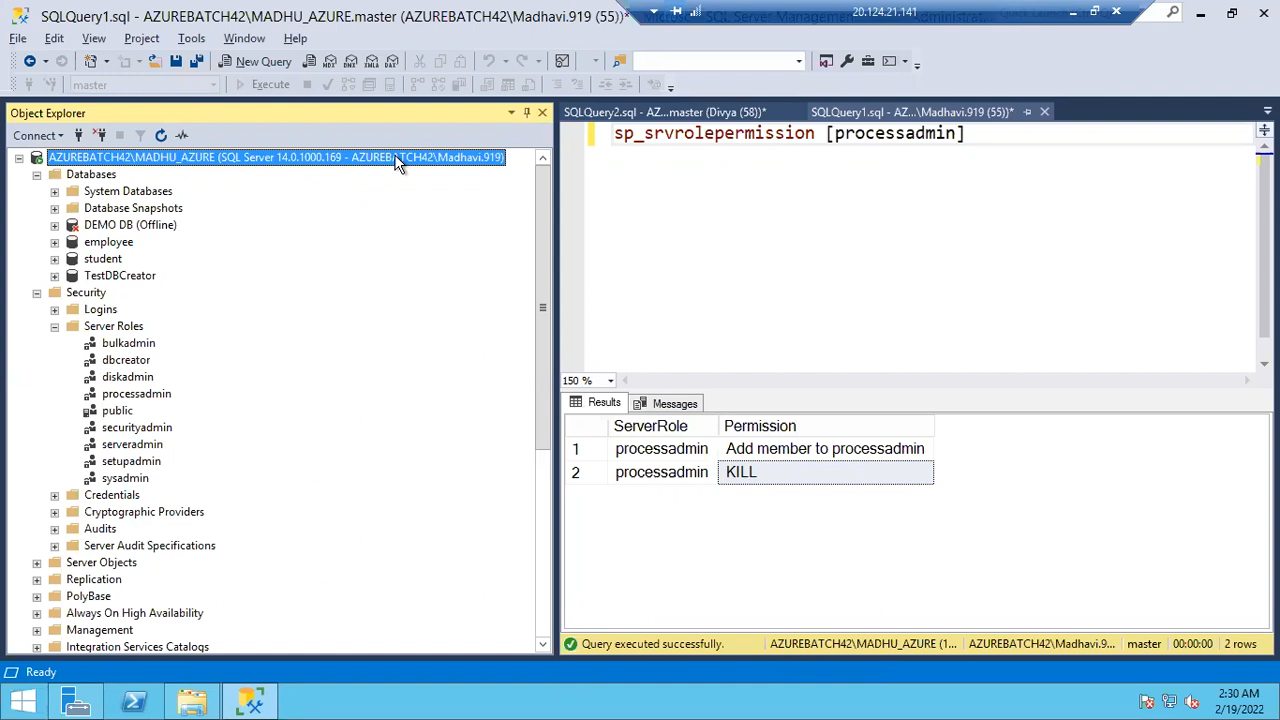 SQLQuery1.sql - AZUREBATCH42\MADHU_AZURE.master (AZUREBATCH42\Madhavi.919 (55))*
20.124.21.141
File Edit View Project Tools Window Help
New Query
master
Execute
Object Explorer
SQLQuery2.sql - AZ...master (Divya (58))*
SQLQuery1.sql - AZ...\Madhavi.919 (55))*
Connect
sp_srvrolepermission [processadmin]
AZUREBATCH42\MADHU_AZURE (SQL Server 14.0.1000.169 - AZUREBATCH42\Madhavi.919)
Databases
System Databases
Database Snapshots
DEMO DB (Offline)
employee
student
TestDBCreator
Security
Logins
Server Roles
bulkadmin
dbcreator
diskadmin
processadmin
public
securityadmin
serveradmin
setupadmin
sysadmin
Credentials
Cryptographic Providers
Audits
Server Audit Specifications
Server Objects
Replication
PolyBase
Always On High Availability
Management
Integration Services Catalogs
150 %
Results Messages
ServerRole Permission
1 processadmin Add member to processadmin
2 processadmin KILL
Query executed successfully.
AZUREBATCH42\MADHU_AZURE (1...
AZUREBATCH42\Madhavi.9...
master
00:00:00
2 rows
Ready
2:30 AM
2/19/2022